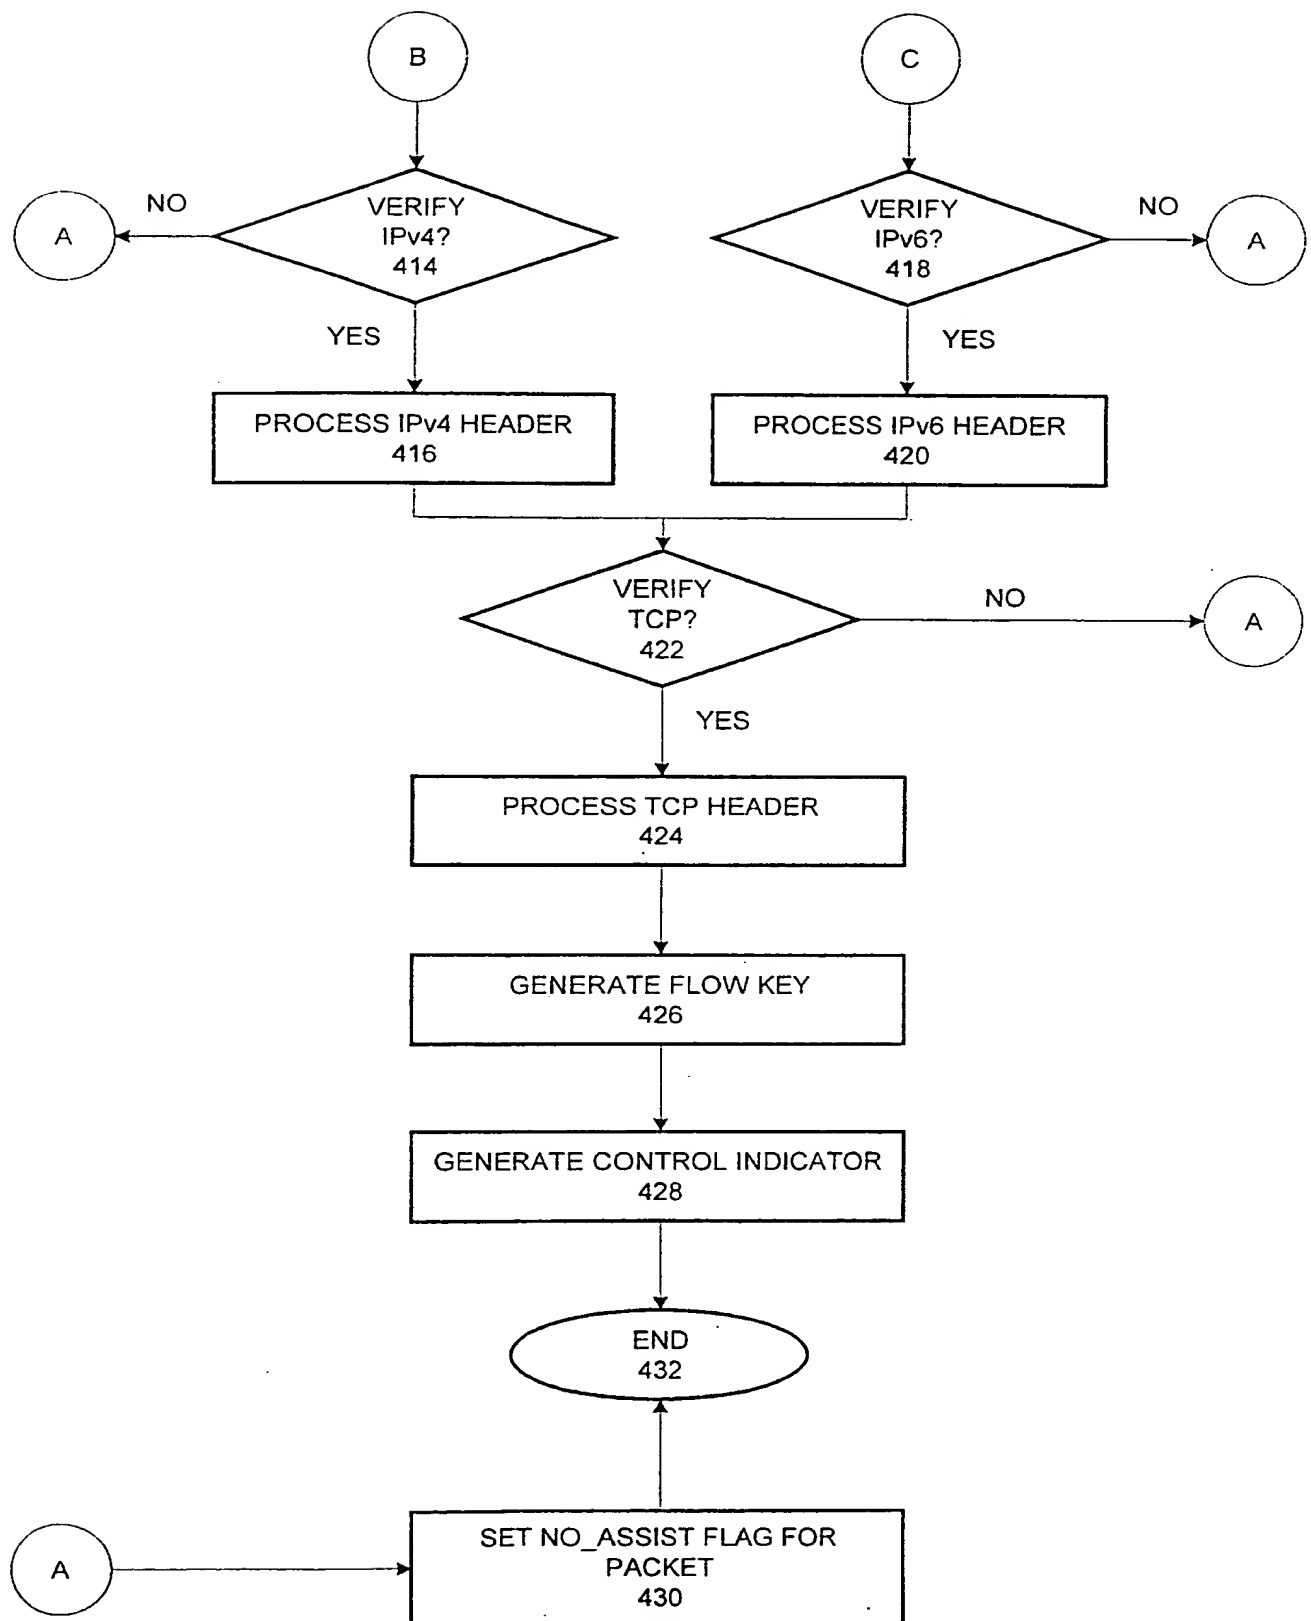 B
C
VERIFY
IPv4?
414
NO
A
VERIFY
IPv6?
418
NO
A
YES
YES
PROCESS IPv4 HEADER
416
PROCESS IPv6 HEADER
420
VERIFY
TCP?
422
NO
A
YES
PROCESS TCP HEADER
424
GENERATE FLOW KEY
426
GENERATE CONTROL INDICATOR
428
END
432
A
SET NO_ASSIST FLAG FOR
PACKET
430